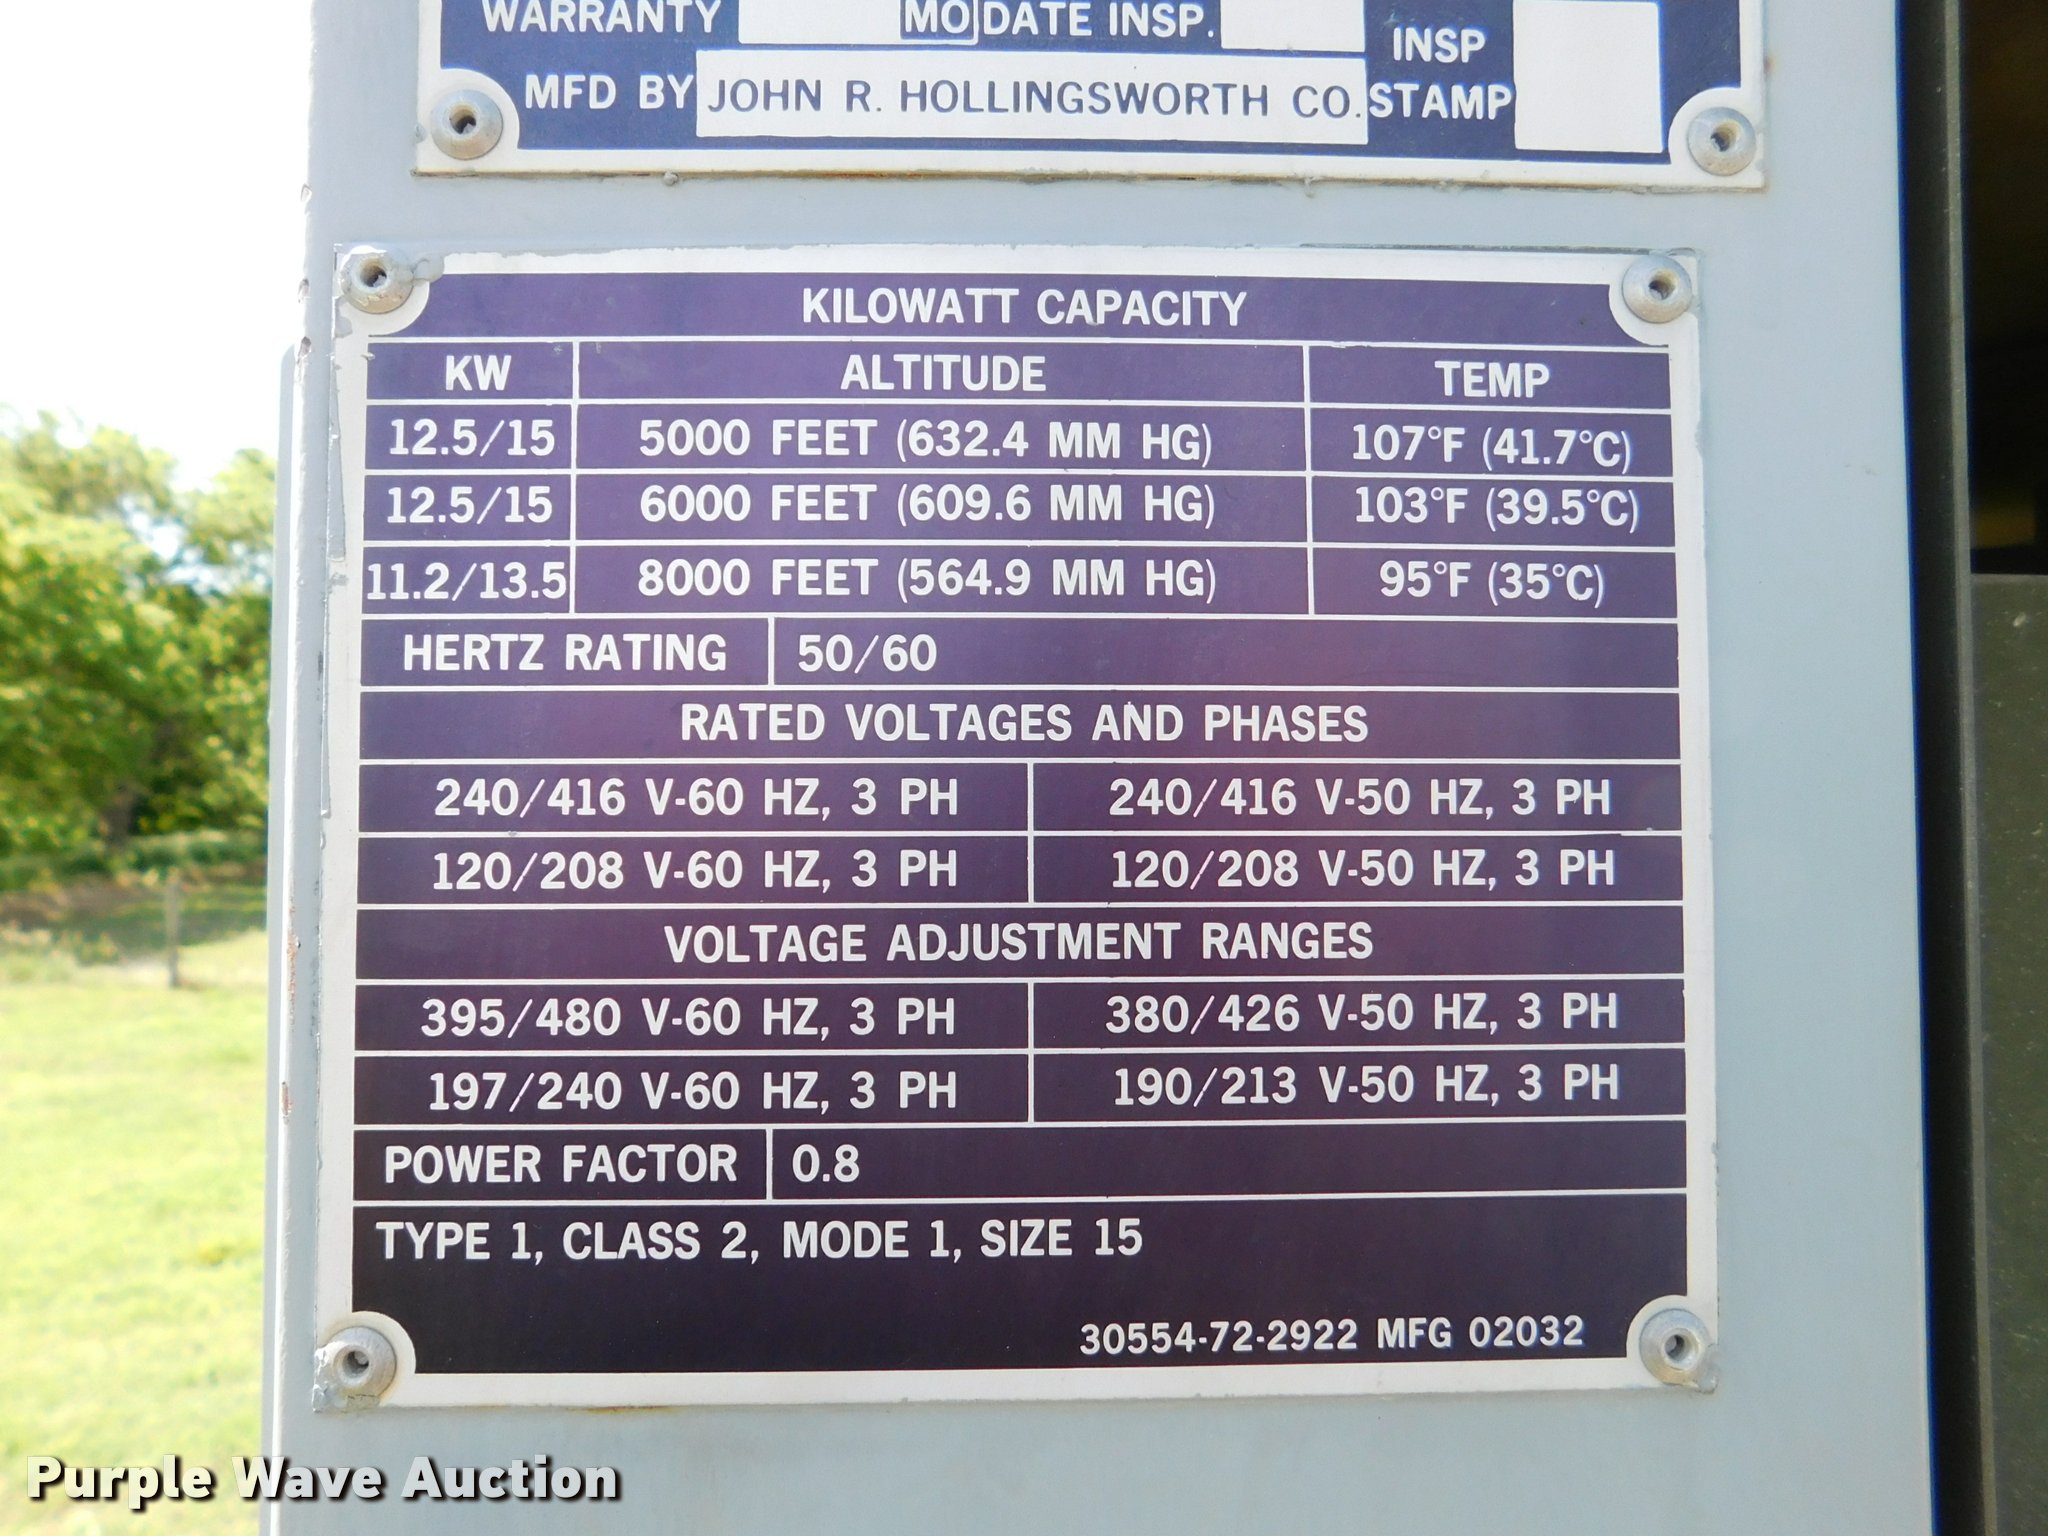 WARRANTY MO DATE INSP.
INSP
MFD BY JOHN R. HOLLINGSWORTH CO. STAMP
KILOWATT CAPACITY
KW ALTITUDE TEMP
12.5/15 5000 FEET (632.4 MM HG) 107°F (41.7°C)
12.5/15 6000 FEET (609.6 MM HG) 103°F (39.5°C)
11.2/13.5 8000 FEET (564.9 MM HG) 95°F (35°C)
HERTZ RATING 50/60
RATED VOLTAGES AND PHASES
240/416 V-60 HZ, 3 PH 240/416 V-50 HZ, 3 PH
120/208 V-60 HZ, 3 PH 120/208 V-50 HZ, 3 PH
VOLTAGE ADJUSTMENT RANGES
395/480 V-60 HZ, 3 PH 380/426 V-50 HZ, 3 PH
197/240 V-60 HZ, 3 PH 190/213 V-50 HZ, 3 PH
POWER FACTOR 0.8
TYPE 1, CLASS 2, MODE 1, SIZE 15
30554-72-2922 MFG 02032
Purple Wave Auction